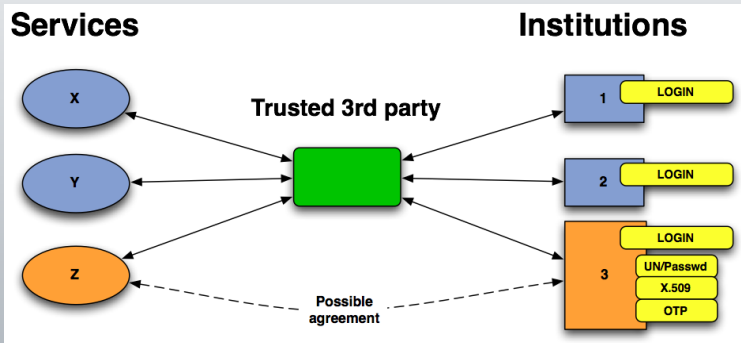 Services
Institutions
Trusted 3rd party
X
1
LOGIN
Y
2
LOGIN
Z
3
LOGIN
UN/Passwd
X.509
OTP
Possible
agreement